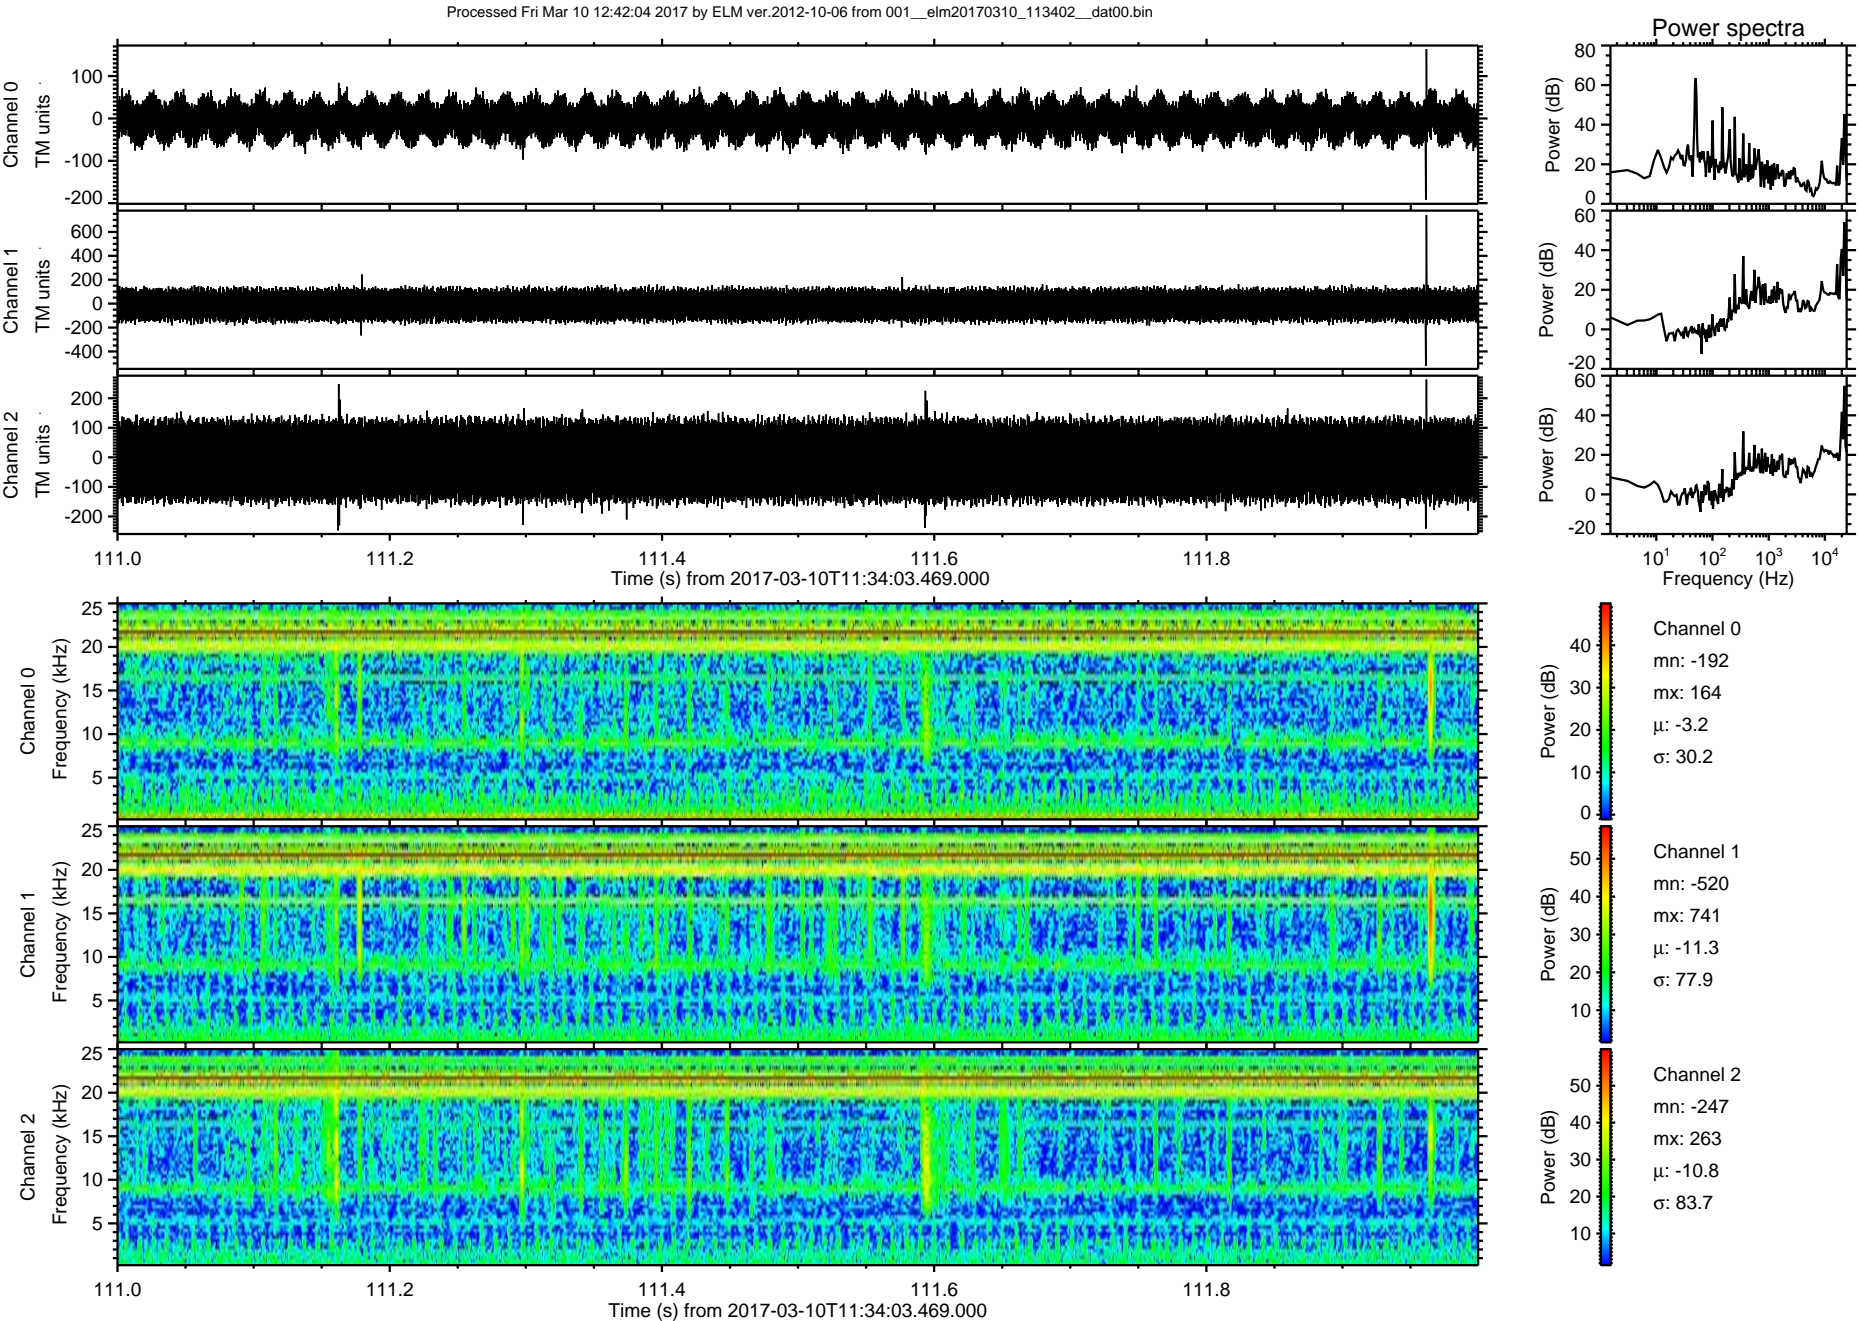 Processed Fri Mar 10 12:42:04 2017 by ELM ver.2012-10-06 from 001__elm20170310_113402__dat00.bin
Power spectra
Channel 0
TM units
100
0
-100
-200
Power (dB)
80
60
40
20
0
Channel 1
TM units
600
400
200
0
-200
-400
Power (dB)
60
40
20
0
-20
Channel 2
TM units
200
100
0
-100
-200
Power (dB)
60
40
20
0
-20
111.0 111.2 111.4 111.6 111.8
Time (s) from 2017-03-10T11:34:03.469.000
10¹ 10² 10³ 10⁴
Frequency (Hz)
Channel 0
Frequency (kHz)
25
20
15
10
5
Power (dB)
40
30
20
10
0
Channel 0
mn: -192
mx: 164
μ: -3.2
σ: 30.2
Channel 1
Frequency (kHz)
25
20
15
10
5
Power (dB)
50
40
30
20
10
Channel 1
mn: -520
mx: 741
μ: -11.3
σ: 77.9
Channel 2
Frequency (kHz)
25
20
15
10
5
Power (dB)
50
40
30
20
10
Channel 2
mn: -247
mx: 263
μ: -10.8
σ: 83.7
111.0 111.2 111.4 111.6 111.8
Time (s) from 2017-03-10T11:34:03.469.000